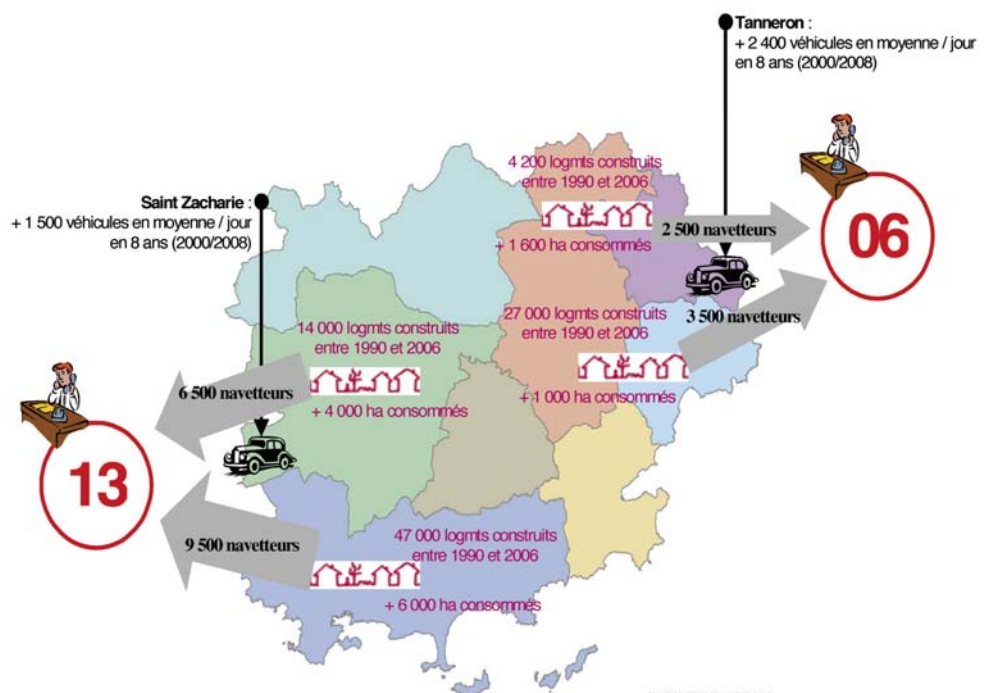 Tanneron :
+ 2 400 véhicules en moyenne / jour
en 8 ans (2000/2008)
4 200 logmts construits
entre 1990 et 2006
+ 1 600 ha consommés
2 500 navetteurs
06
Saint Zacharie :
+ 1 500 véhicules en moyenne / jour
en 8 ans (2000/2008)
27 000 logmts construits
entre 1990 et 2006
+ 1 000 ha consommés
3 500 navetteurs
14 000 logmts construits
entre 1990 et 2006
+ 4 000 ha consommés
6 500 navetteurs
13
9 500 navetteurs
47 000 logmts construits
entre 1990 et 2006
+ 6 000 ha consommés